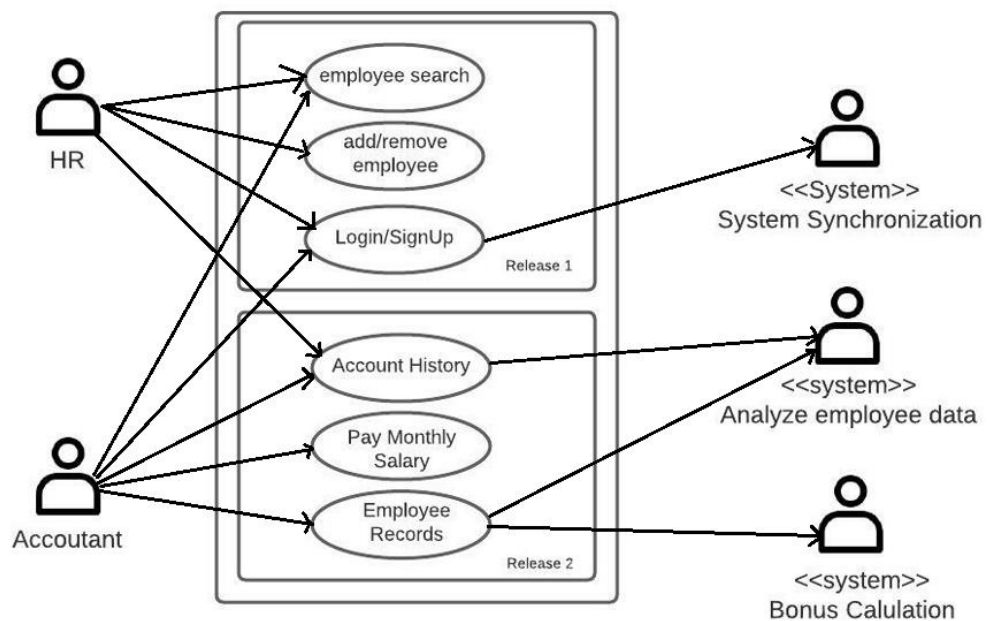 employee search
add/remove
employee
HR
Login/SignUp
Release 1
<<System>>
System Synchronization
Account History
Pay Monthly
Salary
Employee
Records
Release 2
Accoutant
<<system>>
Analyze employee data
<<system>>
Bonus Calulation